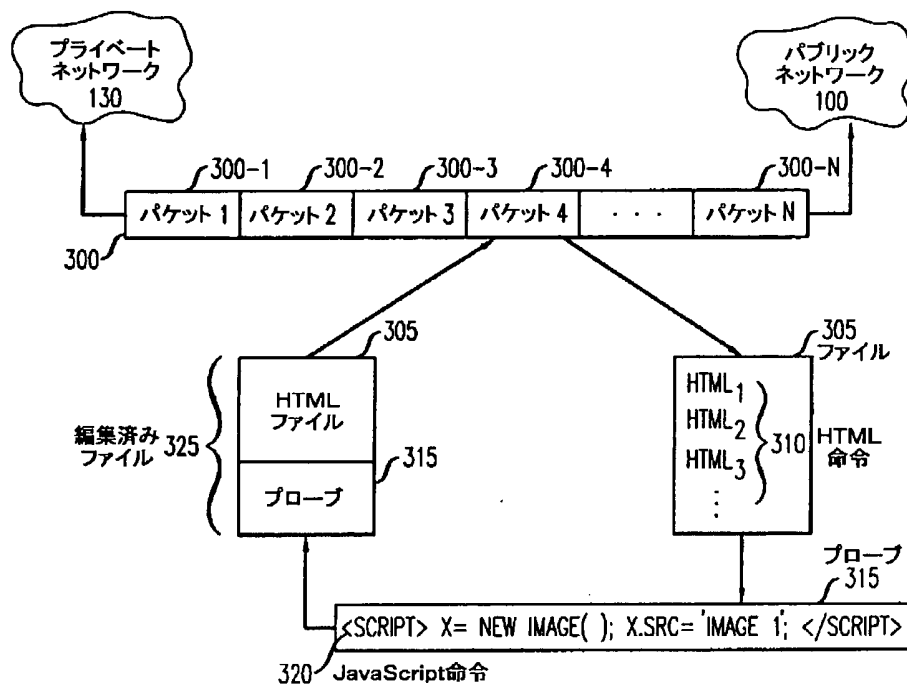 プライベート
ネットワーク
130
パブリック
ネットワーク
100
300-1
300-2
300-3
300-4
300-N
パケット 1
パケット 2
パケット 3
パケット 4
. . .
パケット N
300
305
HTML
ファイル
編集済み
ファイル
325
315
プローブ
305
ファイル
HTML₁
HTML₂
HTML₃
⋮
310
HTML
命令
プローブ
315
<SCRIPT> X= NEW IMAGE( ); X.SRC= 'IMAGE 1'; </SCRIPT>
320
JavaScript命令